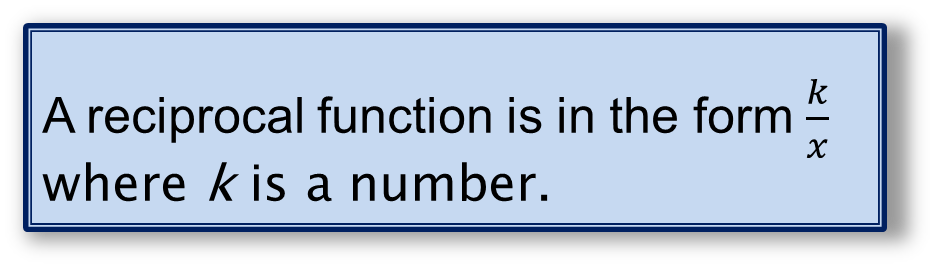 A reciprocal function is in the form k/x
where k is a number.